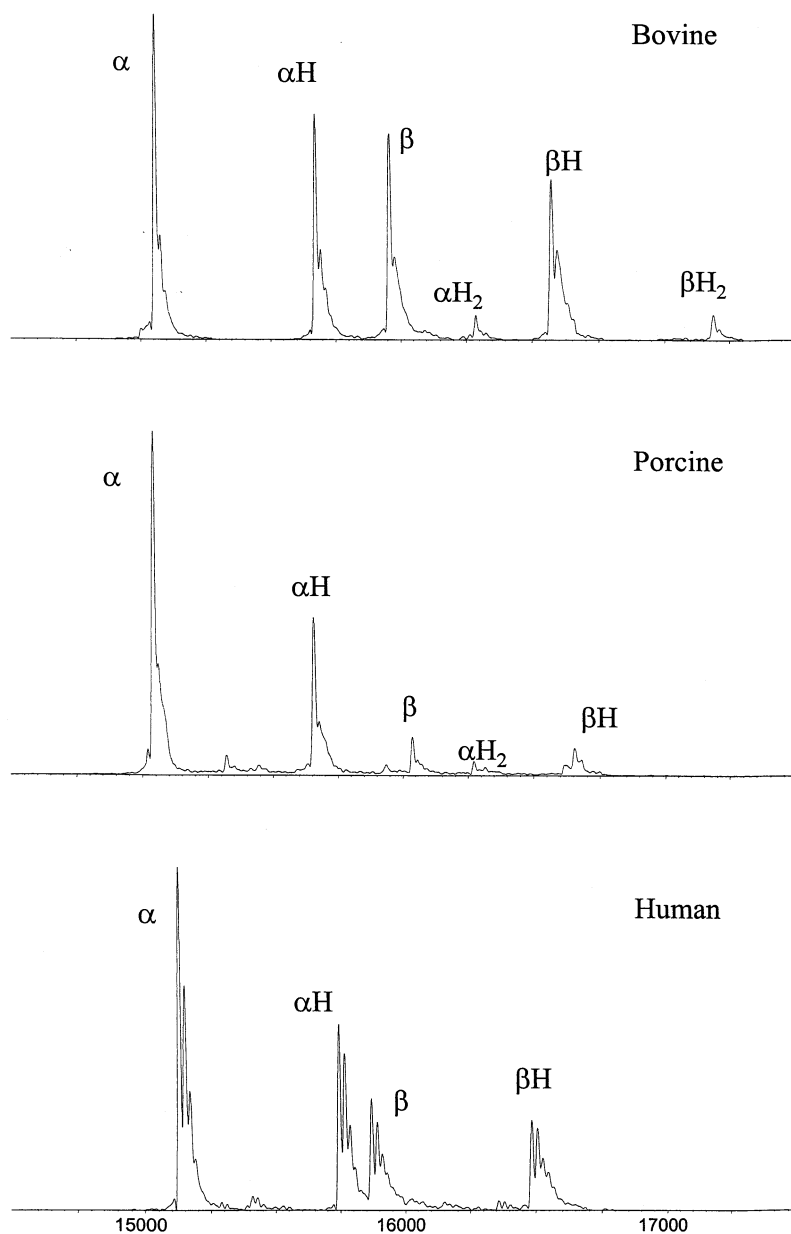 Bovine
α
αH
β
βH
αH₂
βH₂
Porcine
α
αH
β
βH
αH₂
Human
α
αH
βH
β
15000 16000 17000